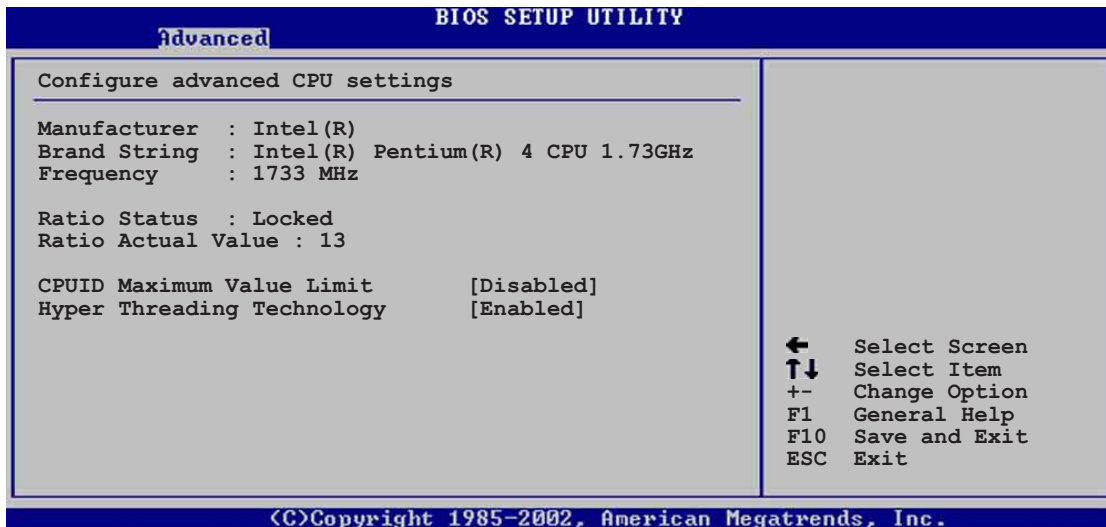 BIOS SETUP UTILITY
Advanced
Configure advanced CPU settings
Manufacturer : Intel(R)
Brand String : Intel(R) Pentium(R) 4 CPU 1.73GHz
Frequency : 1733 MHz
Ratio Status : Locked
Ratio Actual Value : 13
CPUID Maximum Value Limit [Disabled]
Hyper Threading Technology [Enabled]
← Select Screen
↑↓ Select Item
+- Change Option
F1 General Help
F10 Save and Exit
ESC Exit
(C)Copyright 1985-2002, American Megatrends, Inc.